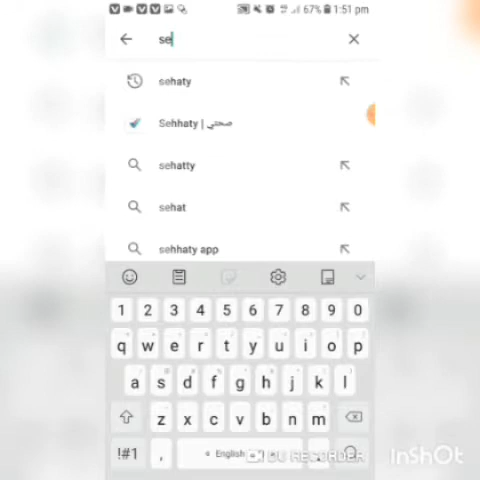 67% 1:51 pm
se
sehaty
Sehhaty | صحتي
sehatty
sehat
sehhaty app
1 2 3 4 5 6 7 8 9 0
q w e r t y u i o p
a s d f g h j k l
z x c v b n m
!#1 , English .
DU RECORDER
InShOt